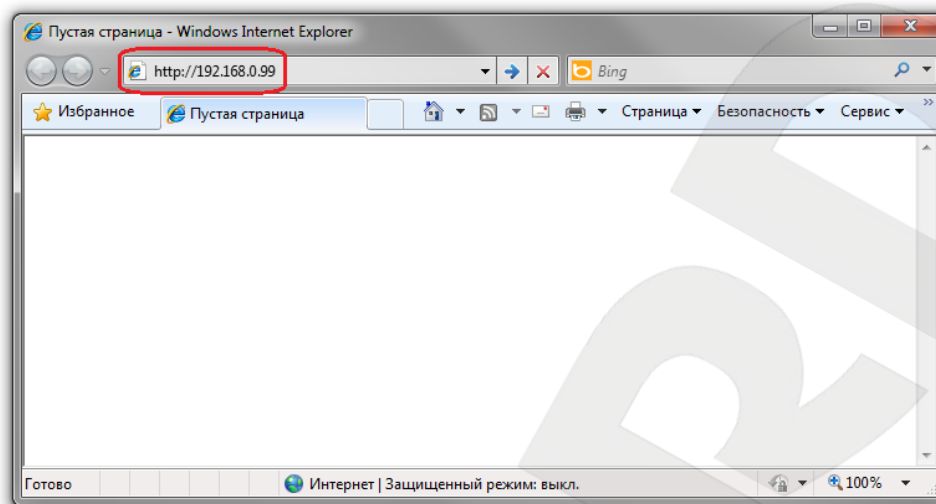 Пустая страница - Windows Internet Explorer
http://192.168.0.99
Bing
Избранное
Пустая страница
Страница
Безопасность
Сервис
Готово
Интернет | Защищенный режим: выкл.
100%